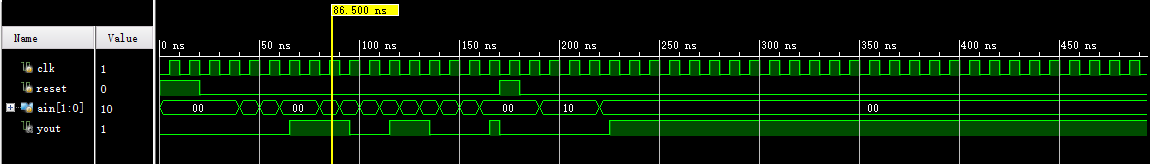 86.500 ns
Name Value
0 ns 50 ns 100 ns 150 ns 200 ns 250 ns 300 ns 350 ns 400 ns 450 ns
clk 1
reset 0
ain[1:0] 10 00 00 00 10 00
yout 1